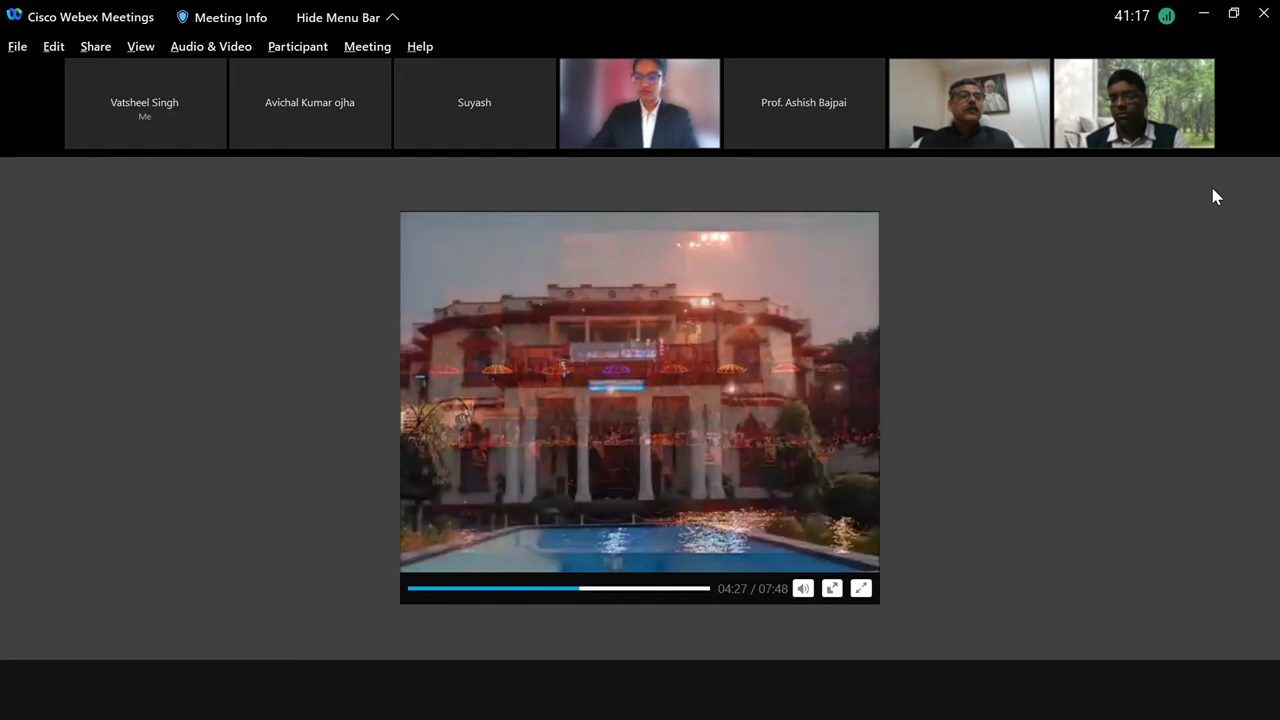 Cisco Webex Meetings Meeting Info Hide Menu Bar 41:17
File Edit Share View Audio & Video Participant Meeting Help
Vatsheel Singh
Me
Avichal Kumar ojha
Suyash
Prof. Ashish Bajpai
04:27 / 07:48